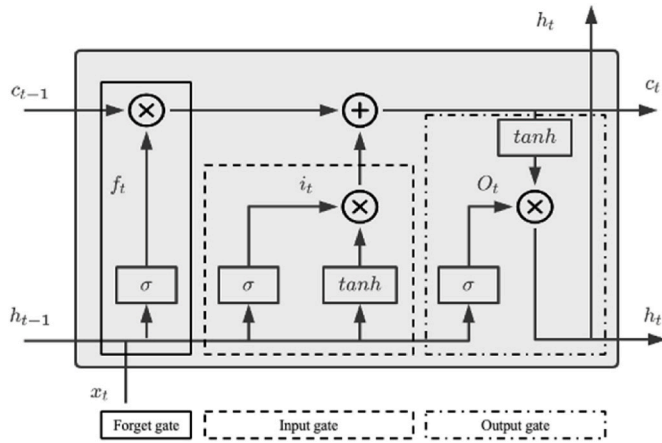 h_t
c_{t-1}
c_t
tanh
f_t
i_t
O_t
σ
σ
tanh
σ
h_{t-1}
h_t
x_t
Forget gate
Input gate
Output gate